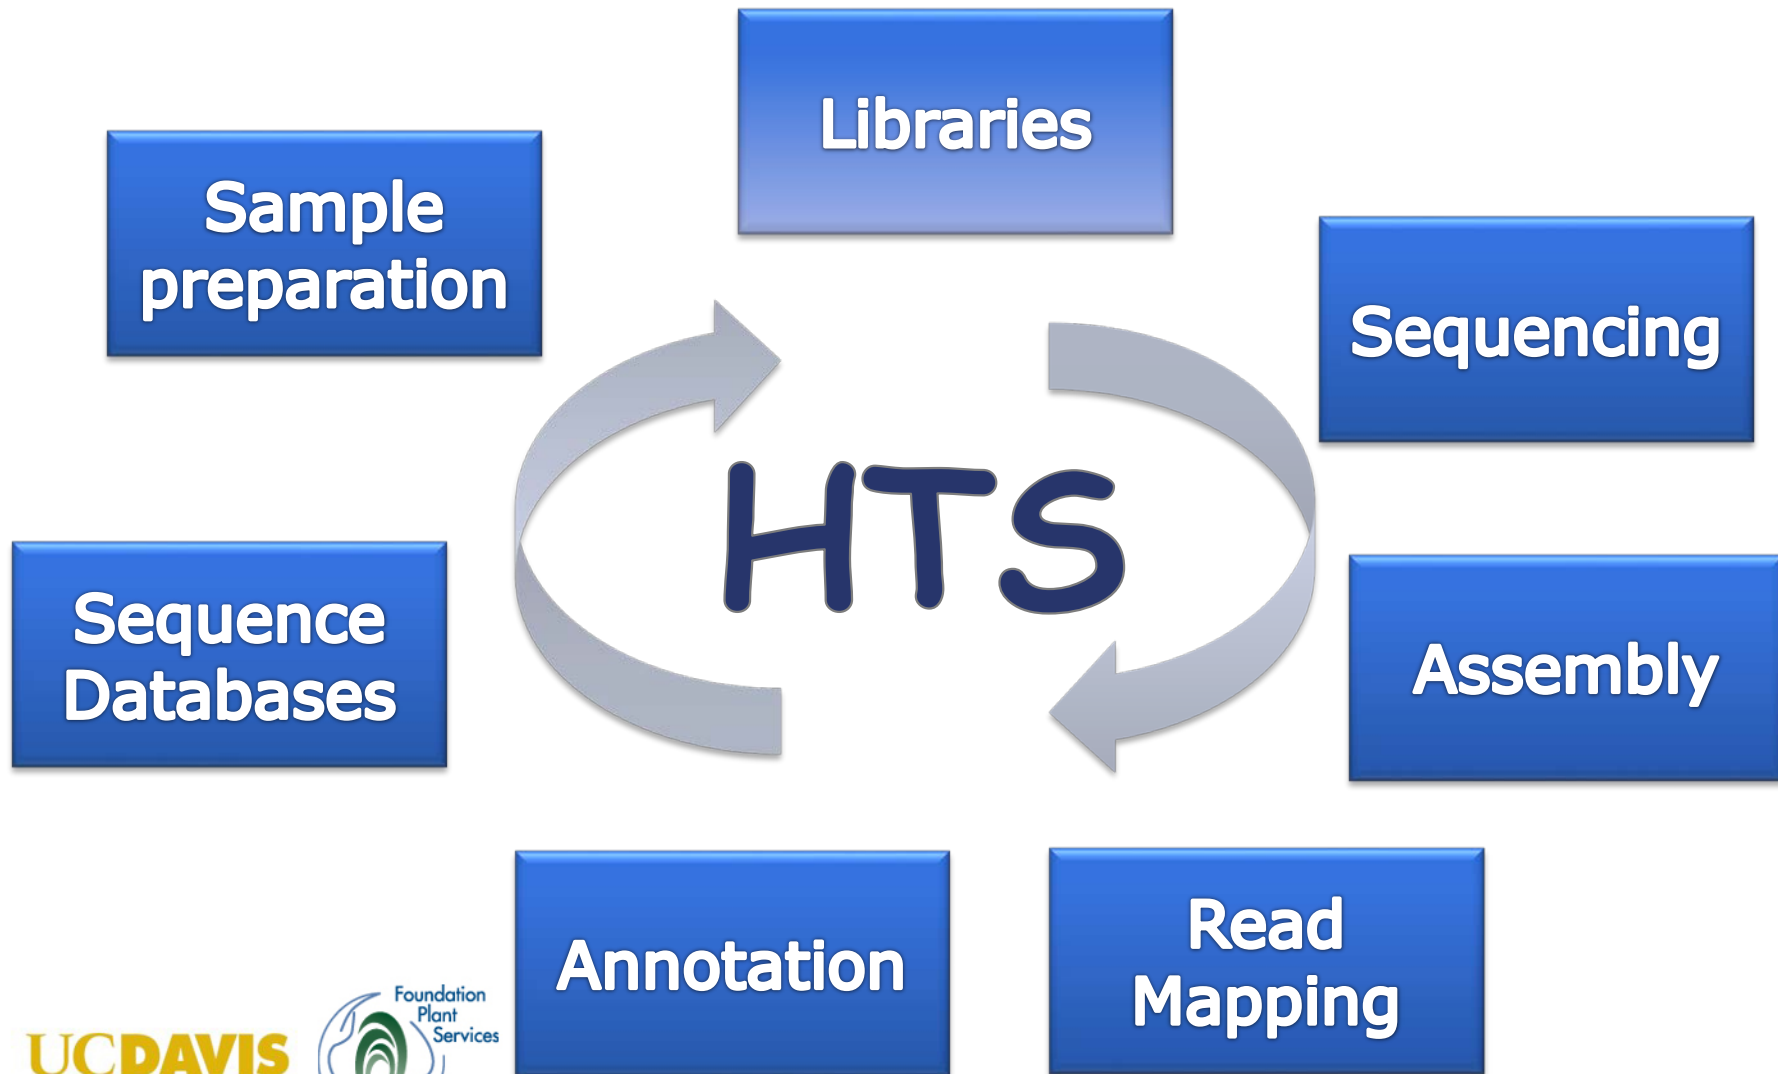 Libraries
Sample
preparation
Sequencing
HTS
Sequence
Databases
Assembly
Annotation
Read
Mapping
Foundation
Plant
Services
UCDAVIS